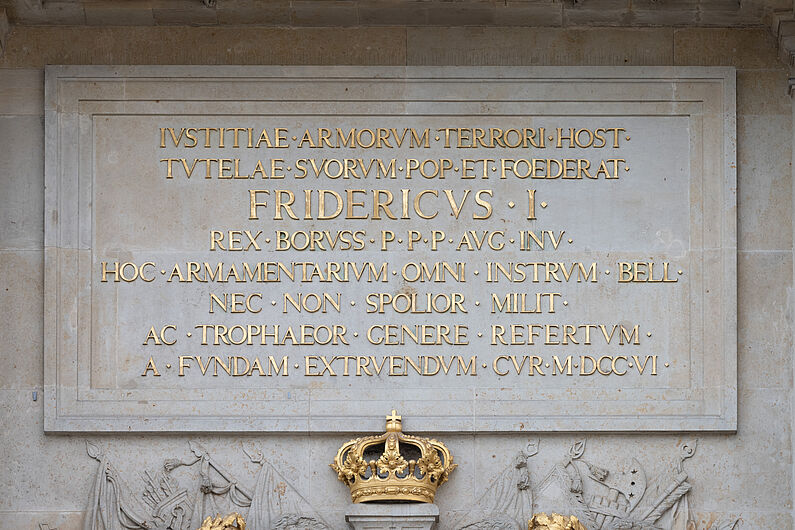 IVSTITIAE · ARMORVM · TERRORI · HOST ·
TVTELAE · SVORVM · POP · ET · FOEDERAT ·
FRIDERICVS · I ·
REX · BORVSS · P · P · P · AVG · INV ·
HOC · ARMAMENTARIVM · OMNI · INSTRVM · BELL ·
NEC · NON · SPOLIOR · MILIT ·
AC · TROPHAEOR · GENERE · REFERTVM ·
A · FVNDAM · EXTRVENDVM · CVR · M · DCC · VI ·